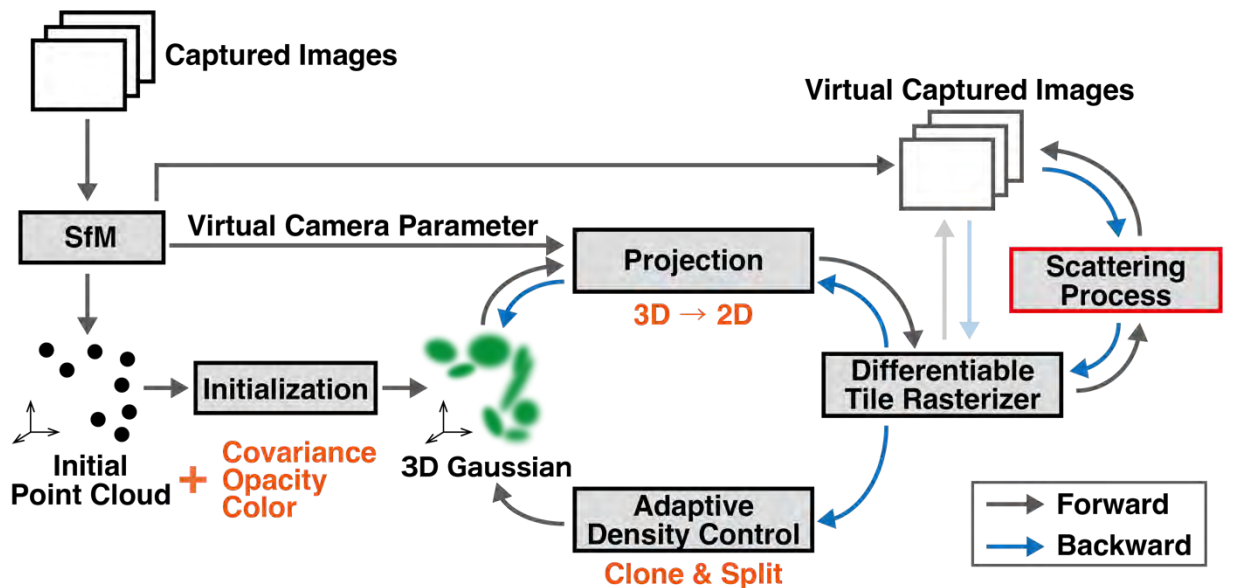 Captured Images
Virtual Captured Images
SfM
Virtual Camera Parameter
Projection
3D → 2D
Scattering
Process
Differentiable
Tile Rasterizer
Initialization
Initial
Point Cloud
+
Covariance
Opacity
Color
3D Gaussian
Adaptive
Density Control
Clone & Split
Forward
Backward